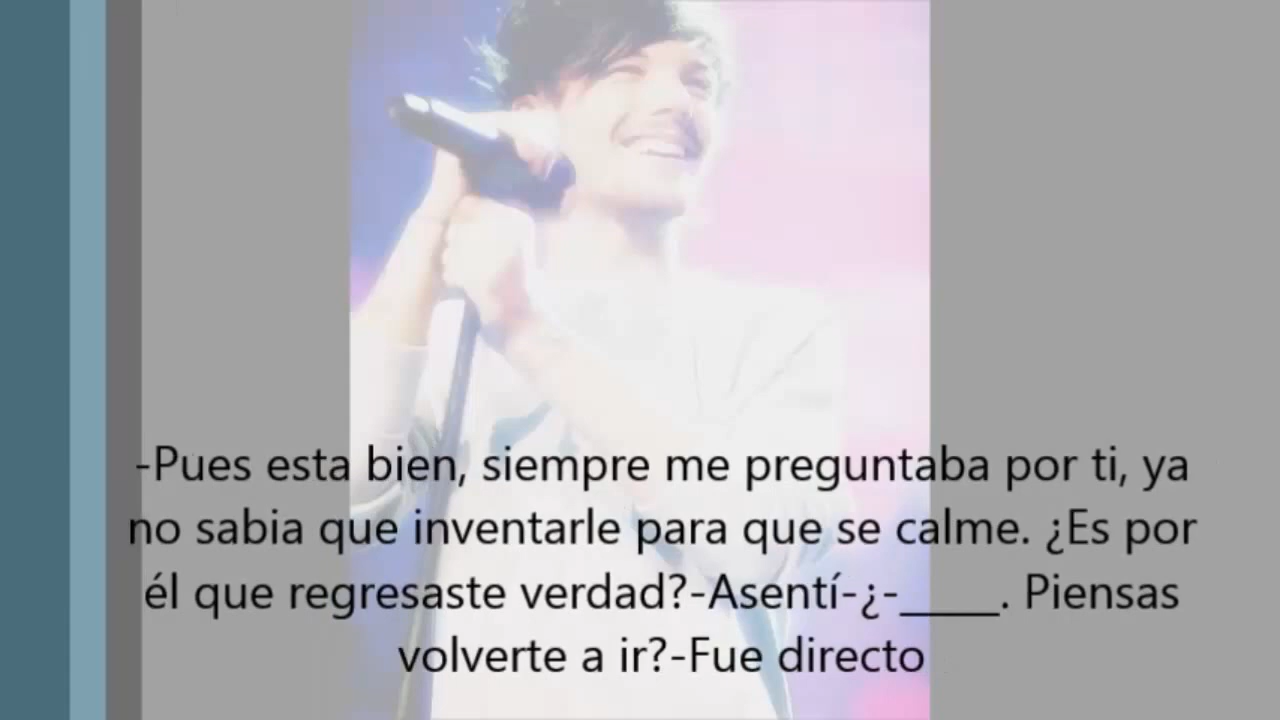 -Pues esta bien, siempre me preguntaba por ti, ya
no sabia que inventarle para que se calme. ¿Es por
él que regresaste verdad?-Asentí-¿-_____. Piensas
volverte a ir?-Fue directo